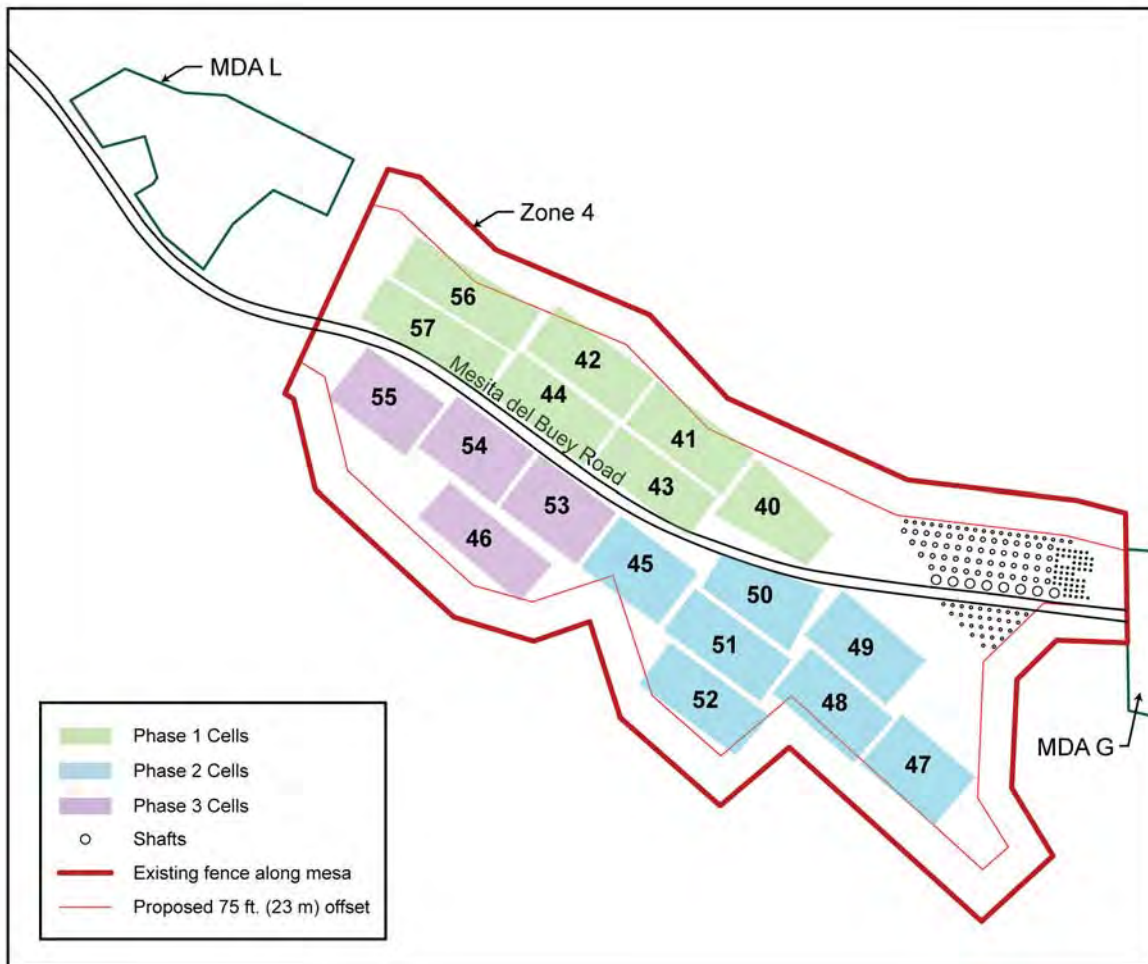 MDA L
Zone 4
56
57
42
44
Mesita del Buey Road
55
54
41
43
40
53
46
45
50
51
49
52
48
47
MDA G
Phase 1 Cells
Phase 2 Cells
Phase 3 Cells
Shafts
Existing fence along mesa
Proposed 75 ft. (23 m) offset